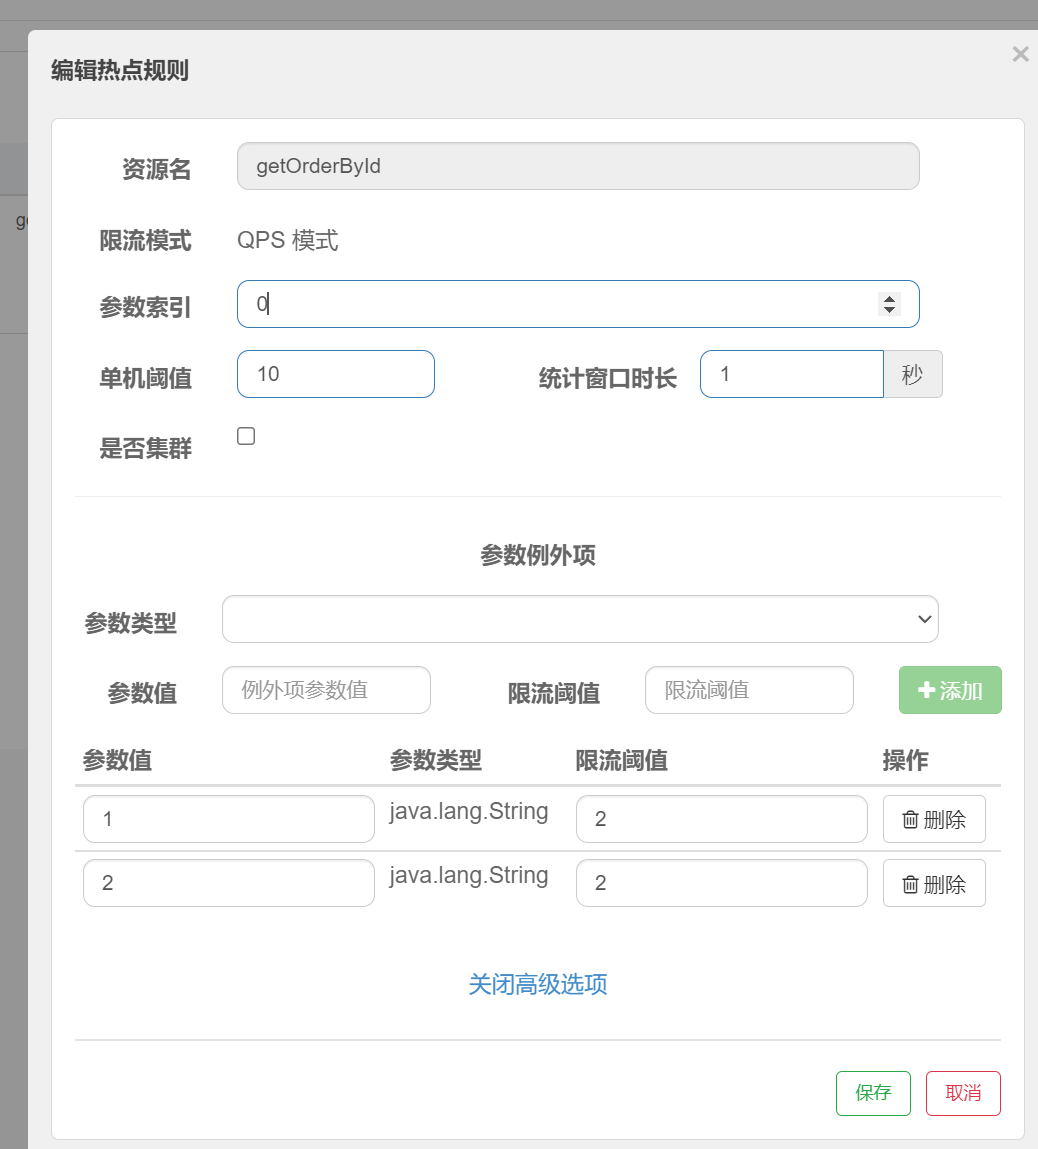 编辑热点规则
×
资源名 getOrderById
限流模式 QPS 模式
参数索引 0
单机阈值 10 统计窗口时长 1 秒
是否集群
参数例外项
参数类型
参数值 例外项参数值 限流阈值 限流阈值 添加
参数值 参数类型 限流阈值 操作
1 java.lang.String 2 删除
2 java.lang.String 2 删除
关闭高级选项
保存 取消